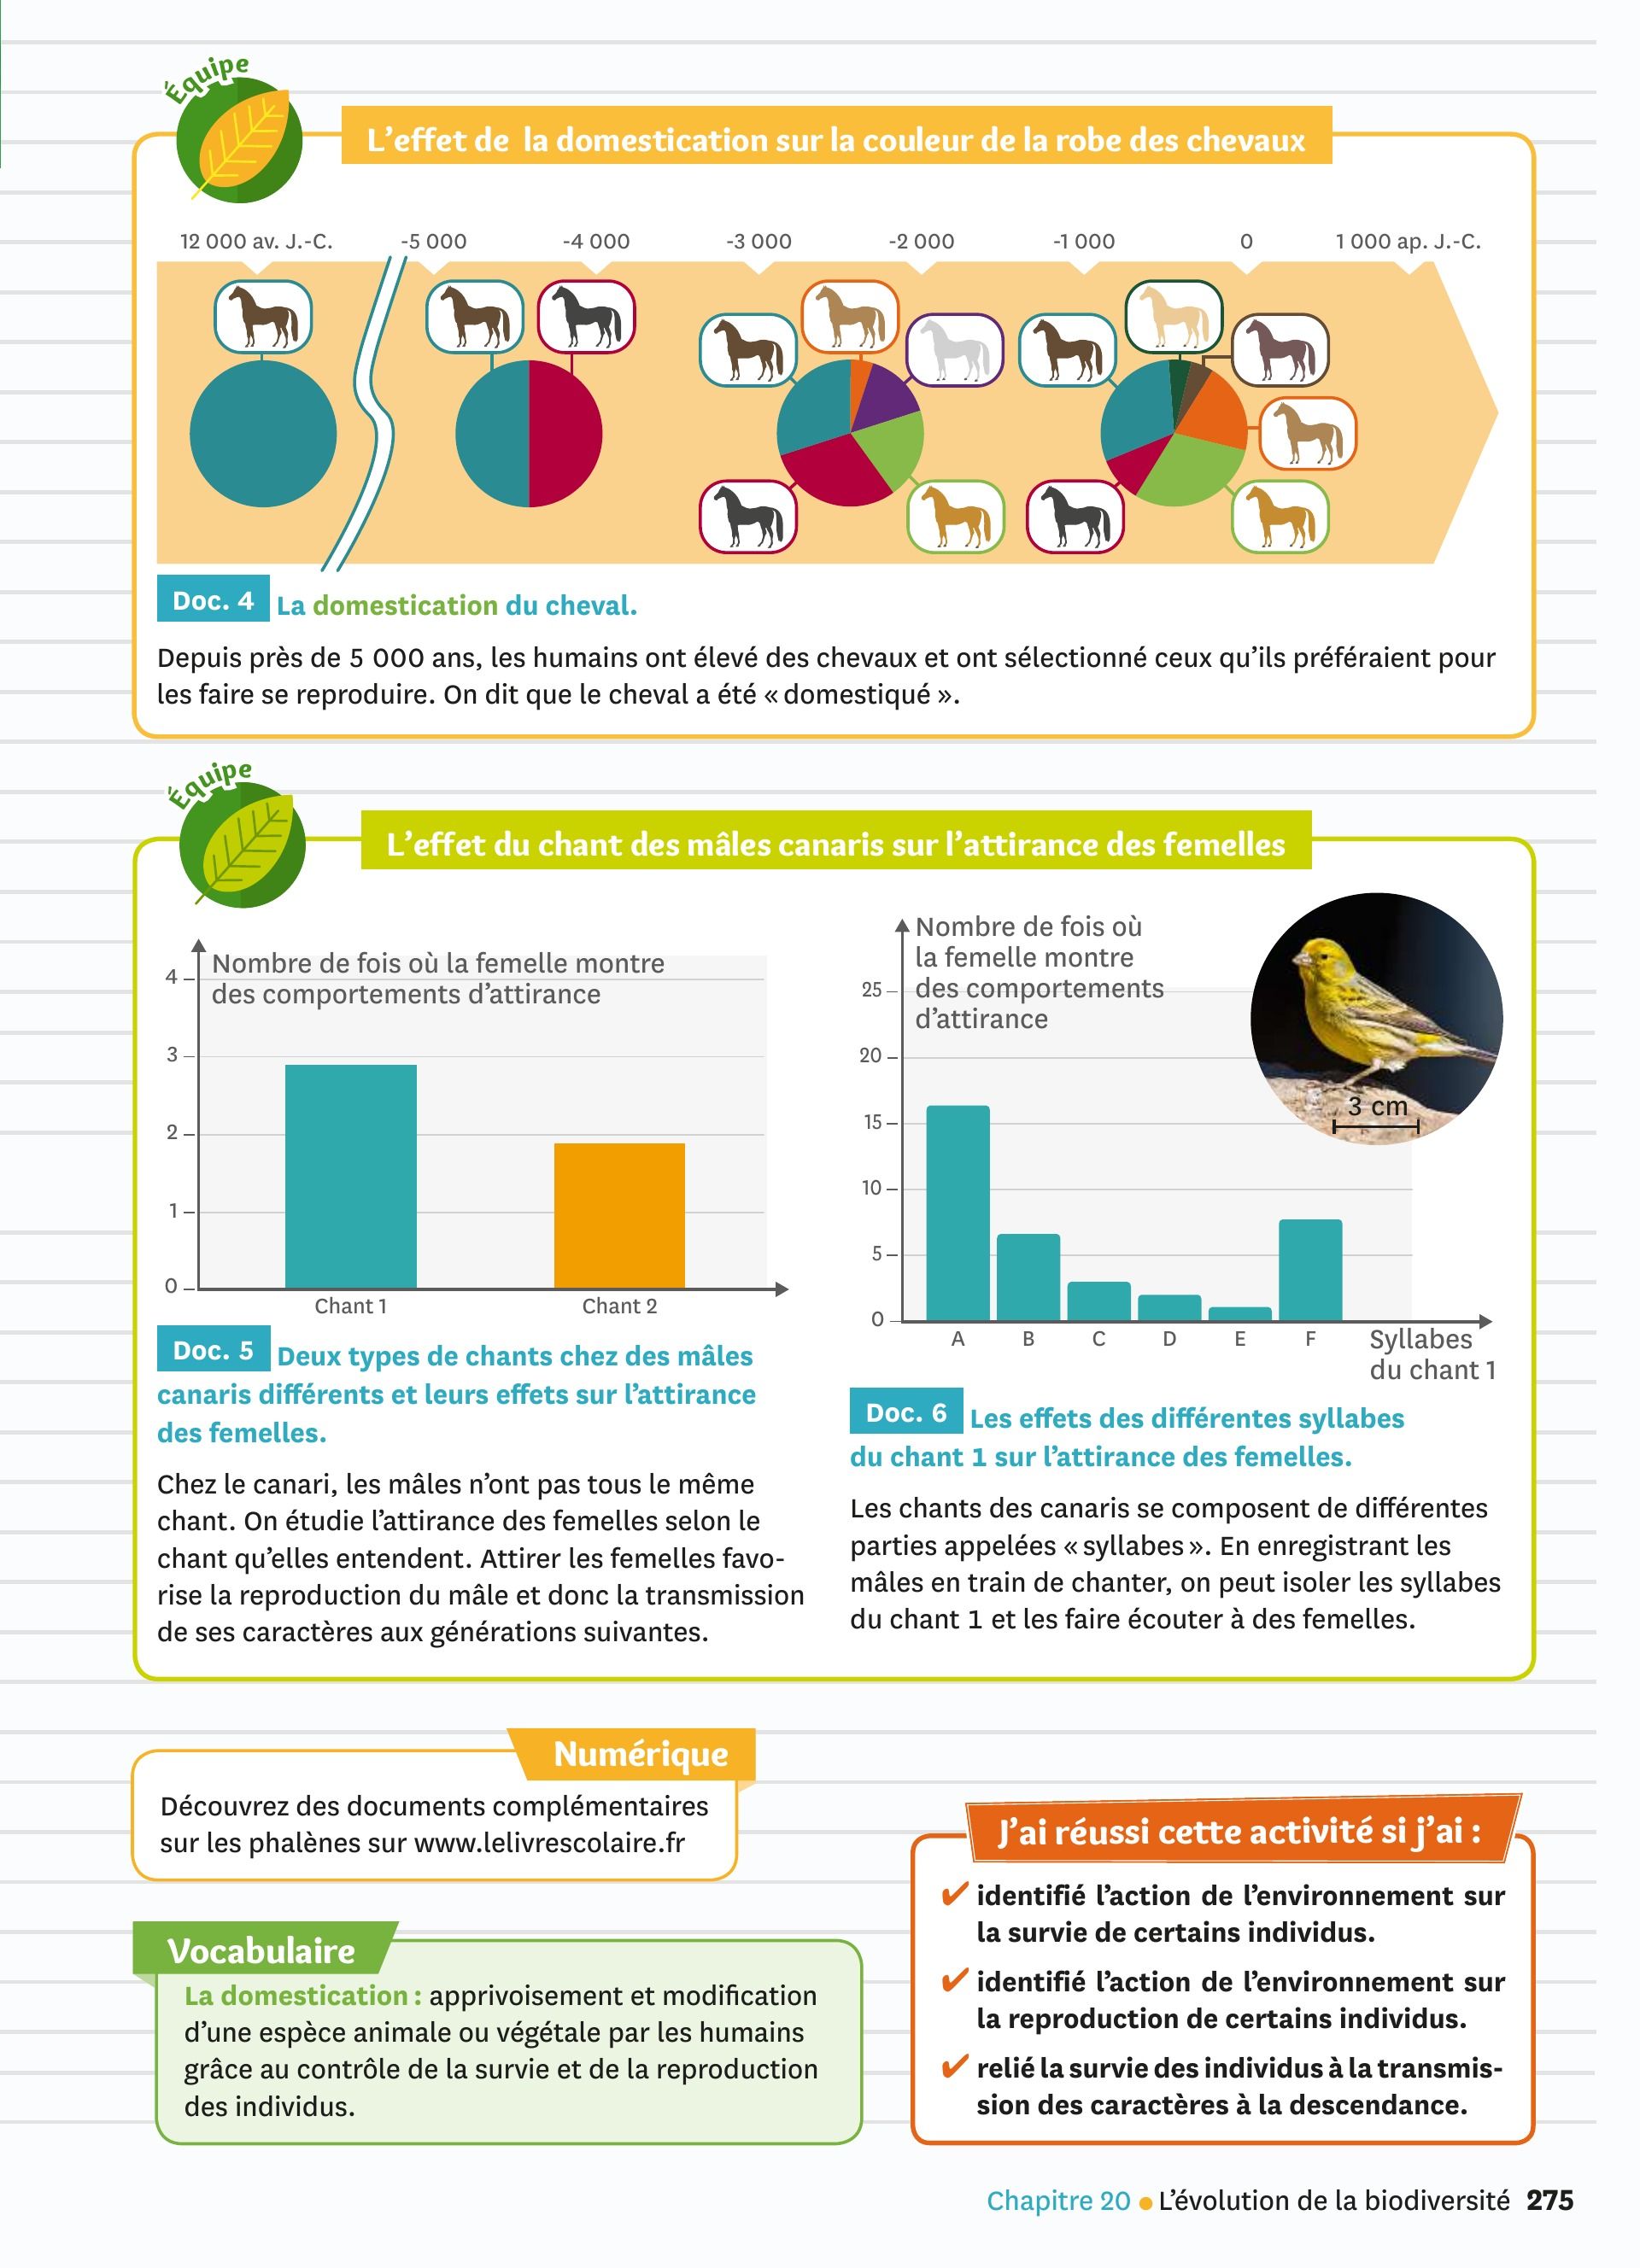 Équipe
L'effet de la domestication sur la couleur de la robe des chevaux
12 000 av. J.-C. -5 000 -4 000 -3 000 -2 000 -1 000 0 1 000 ap. J.-C.
Doc. 4 La domestication du cheval.
Depuis près de 5 000 ans, les humains ont élevé des chevaux et ont sélectionné ceux qu'ils préféraient pour
les faire se reproduire. On dit que le cheval a été « domestiqué ».
Équipe
L'effet du chant des mâles canaris sur l'attirance des femelles
Nombre de fois où la femelle montre
des comportements d'attirance
4
3
2
1
0
Chant 1 Chant 2
Doc. 5 Deux types de chants chez des mâles
canaris différents et leurs effets sur l'attirance
des femelles.
Chez le canari, les mâles n'ont pas tous le même
chant. On étudie l'attirance des femelles selon le
chant qu'elles entendent. Attirer les femelles favo-
rise la reproduction du mâle et donc la transmission
de ses caractères aux générations suivantes.
Nombre de fois où
la femelle montre
des comportements
d'attirance
25
20
15
10
5
0
A B C D E F
Syllabes
du chant 1
3 cm
Doc. 6 Les effets des différentes syllabes
du chant 1 sur l'attirance des femelles.
Les chants des canaris se composent de différentes
parties appelées « syllabes ». En enregistrant les
mâles en train de chanter, on peut isoler les syllabes
du chant 1 et les faire écouter à des femelles.
Numérique
Découvrez des documents complémentaires
sur les phalènes sur www.lelivrescolaire.fr
Vocabulaire
La domestication : apprivoisement et modification
d'une espèce animale ou végétale par les humains
grâce au contrôle de la survie et de la reproduction
des individus.
J'ai réussi cette activité si j'ai :
✔ identifié l'action de l'environnement sur
la survie de certains individus.
✔ identifié l'action de l'environnement sur
la reproduction de certains individus.
✔ relié la survie des individus à la transmis-
sion des caractères à la descendance.
Chapitre 20 ● L'évolution de la biodiversité 275